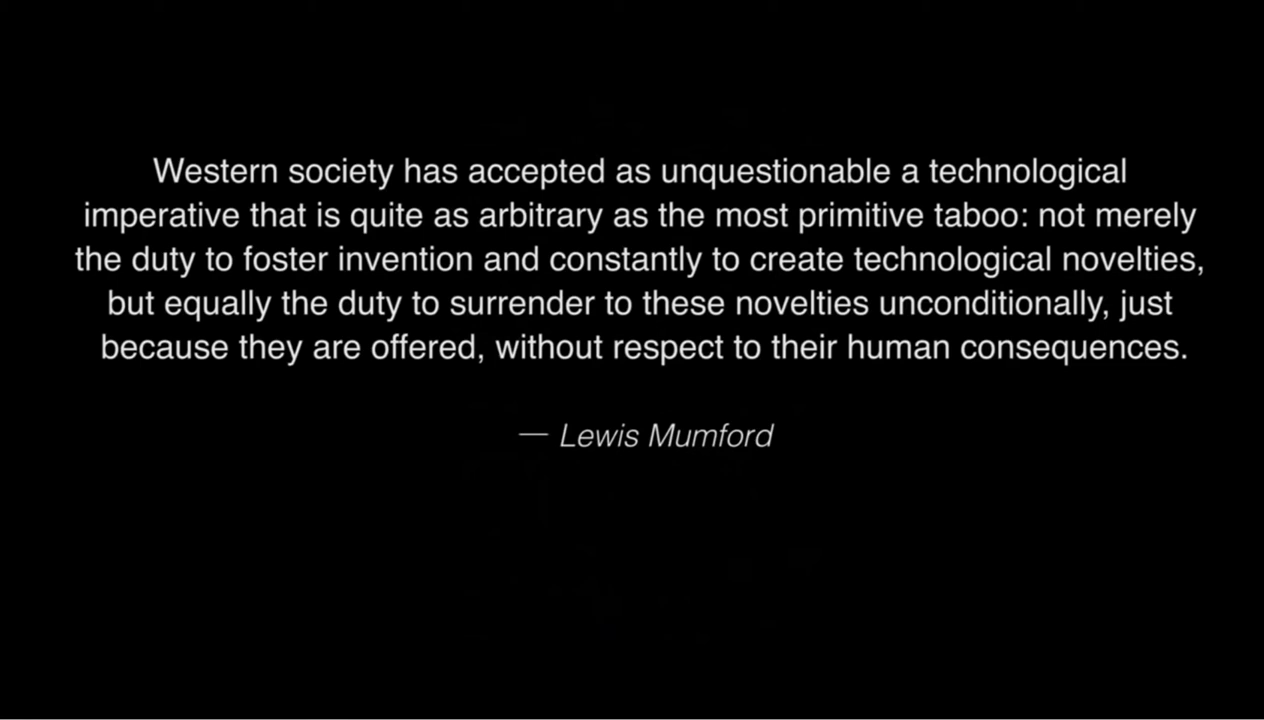 Western society has accepted as unquestionable a technological
imperative that is quite as arbitrary as the most primitive taboo: not merely
the duty to foster invention and constantly to create technological novelties,
but equally the duty to surrender to these novelties unconditionally, just
because they are offered, without respect to their human consequences.
— Lewis Mumford